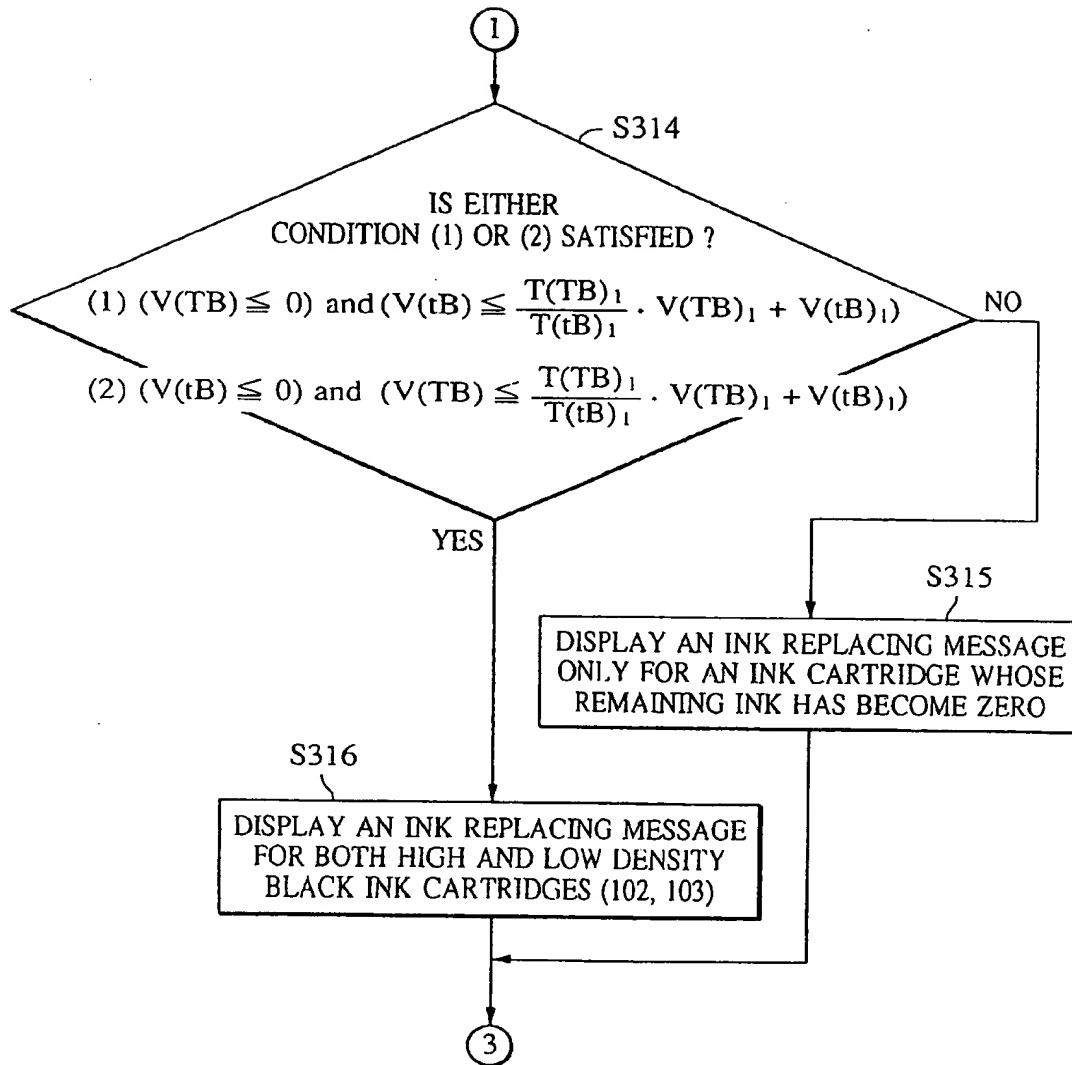 1
S314
IS EITHER
CONDITION (1) OR (2) SATISFIED ?
(1) (V(TB) ≦ 0) and (V(tB) ≦ T(TB)₁/T(tB)₁ · V(TB)₁ + V(tB)₁)
NO
(2) (V(tB) ≦ 0) and (V(TB) ≦ T(TB)₁/T(tB)₁ · V(TB)₁ + V(tB)₁)
YES
S315
DISPLAY AN INK REPLACING MESSAGE
ONLY FOR AN INK CARTRIDGE WHOSE
REMAINING INK HAS BECOME ZERO
S316
DISPLAY AN INK REPLACING MESSAGE
FOR BOTH HIGH AND LOW DENSITY
BLACK INK CARTRIDGES (102, 103)
3